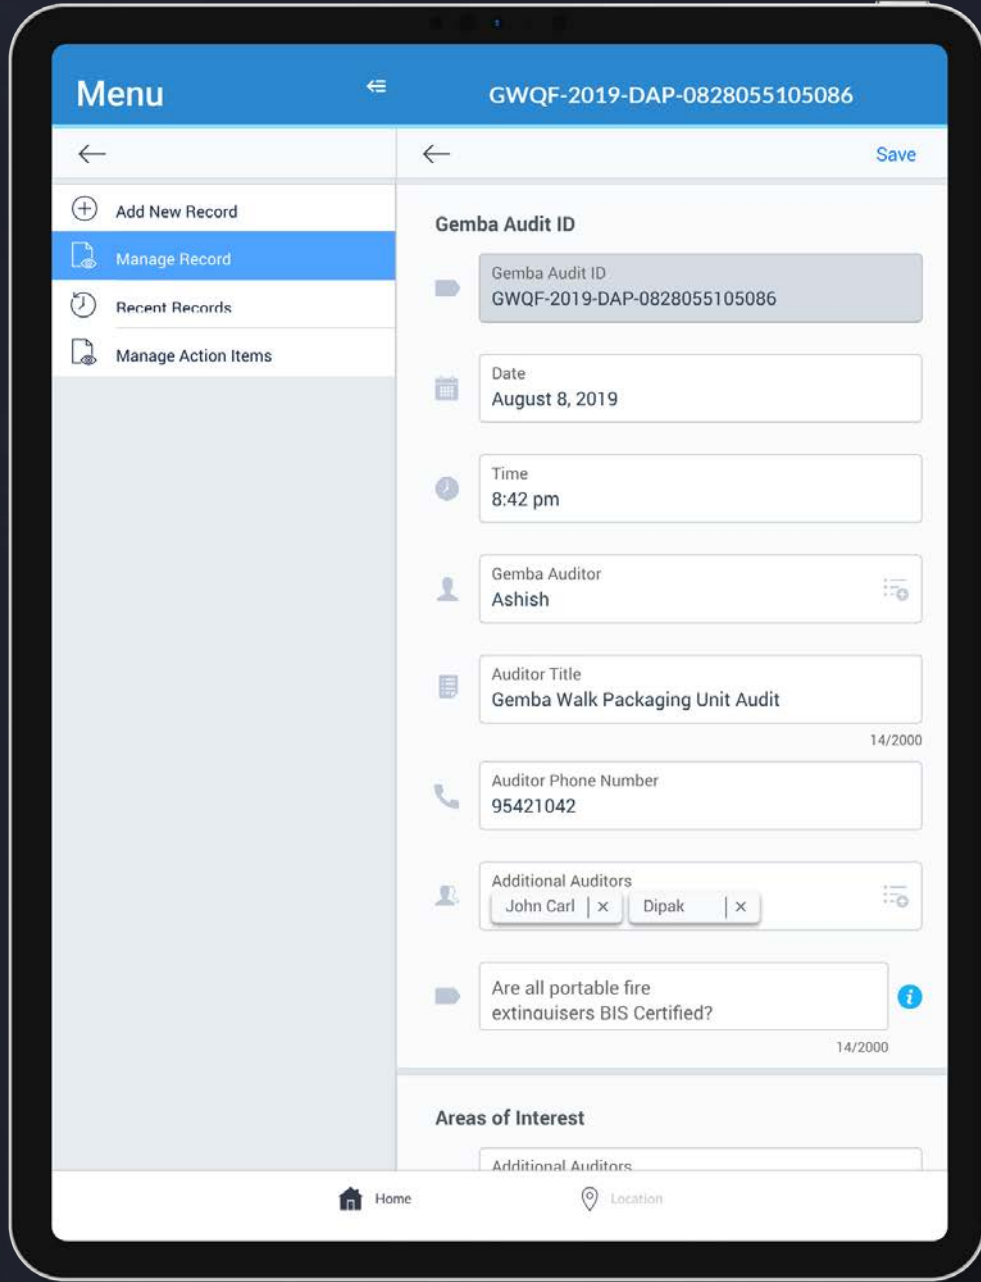 Menu
GWQF-2019-DAP-0828055105086
Save
Add New Record
Manage Record
Recent Records
Manage Action Items
Gemba Audit ID
Gemba Audit ID
GWQF-2019-DAP-0828055105086
Date
August 8, 2019
Time
8:42 pm
Gemba Auditor
Ashish
Auditor Title
Gemba Walk Packaging Unit Audit
14/2000
Auditor Phone Number
95421042
Additional Auditors
John Carl | × Dipak | ×
Are all portable fire
extinquisers BIS Certified?
14/2000
Areas of Interest
Additional Auditors
Home Location